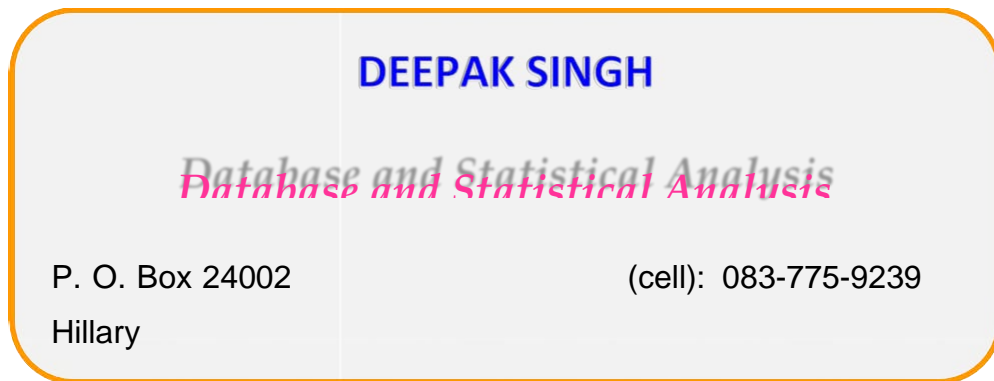 DEEPAK SINGH
Database and Statistical Analysis
P. O. Box 24002 (cell): 083-775-9239
Hillary